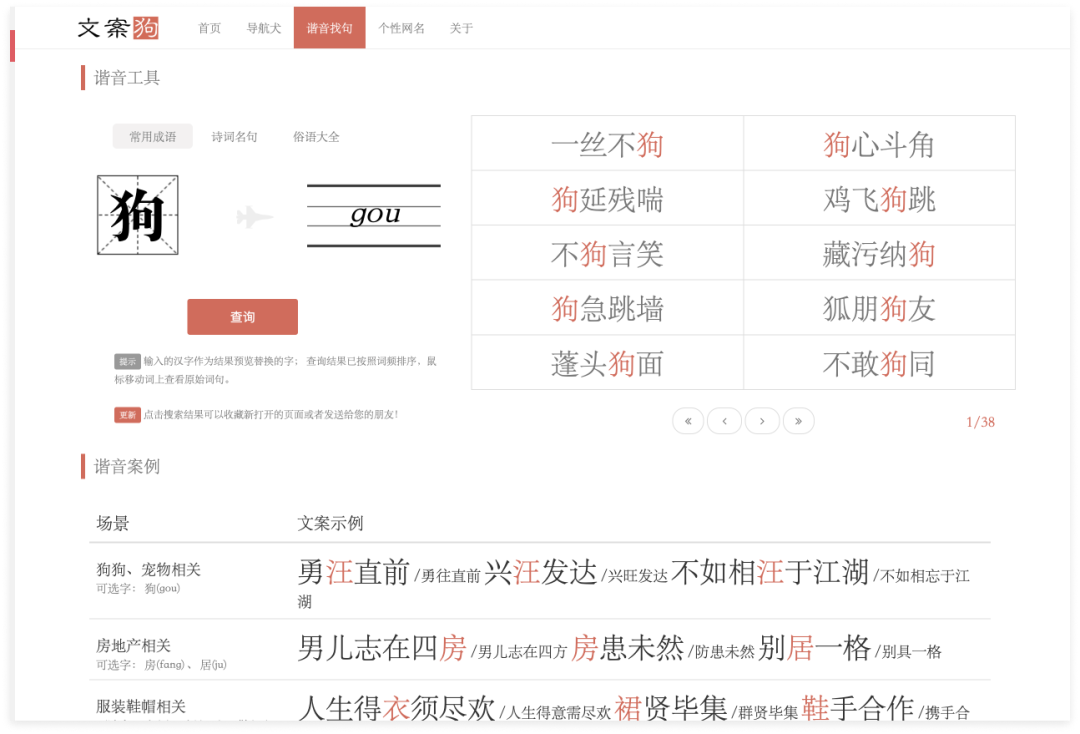 文案狗 首页 导航犬 谐音找句 个性网名 关于
谐音工具
常用成语 诗词名句 俗语大全
狗 gou
查询
提示 输入的汉字作为结果预览替换的字； 查询结果已按照词频排序，鼠
标移动词上查看原始词句。
更新 点击搜索结果可以收藏新打开的页面或者发送给您的朋友!
一丝不狗 狗心斗角
狗延残喘 鸡飞狗跳
不狗言笑 藏污纳狗
狗急跳墙 狐朋狗友
蓬头狗面 不敢狗同
« ‹ › » 1/38
谐音案例
场景 文案示例
狗狗、宠物相关
可选字： 狗(gou)
勇汪直前 /勇往直前 兴汪发达 /兴旺发达 不如相汪于江湖 /不如相忘于江
湖
房地产相关
可选字： 房(fang) 、居(ju)
男儿志在四房 /男儿志在四方 房患未然 /防患未然 别居一格 /别具一格
服装鞋帽相关
人生得衣须尽欢 /人生得意需尽欢 裙贤毕集 /群贤毕集 鞋手合作 /携手合